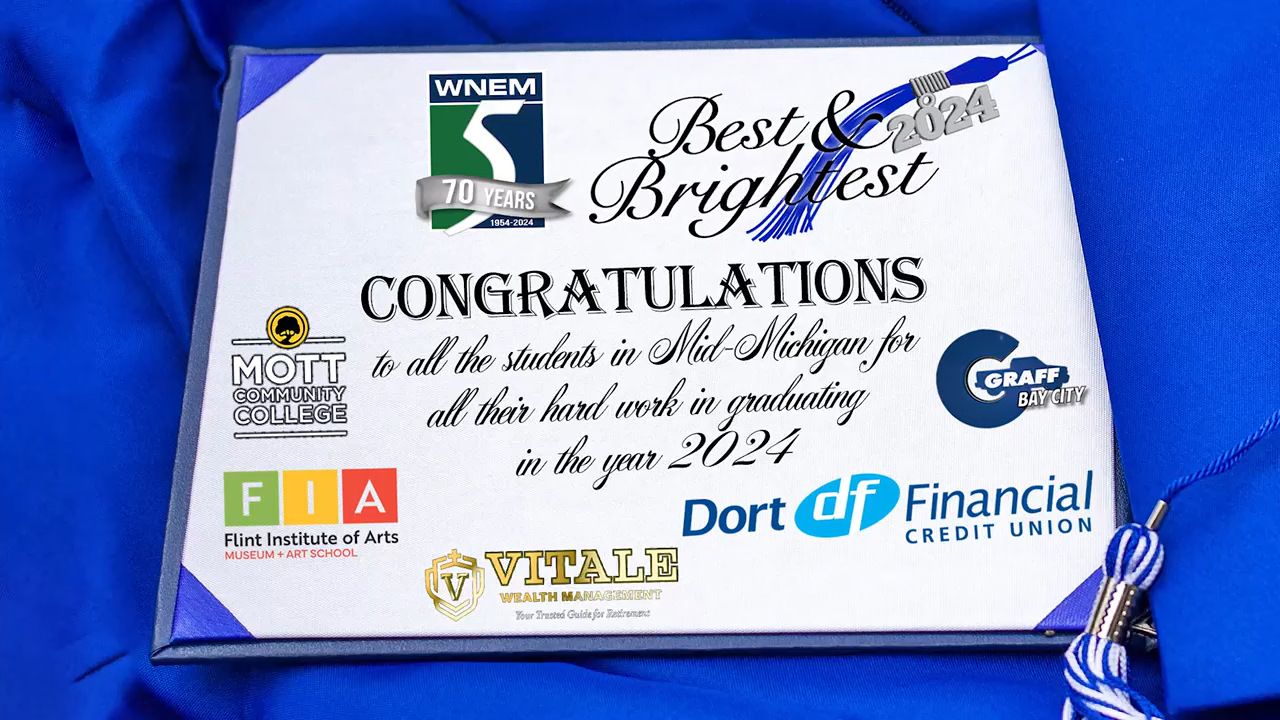 WNEM
5
70 YEARS
1954-2024
Best &
Brightest
2024
CONGRATULATIONS
to all the students in Mid-Michigan for
all their hard work in graduating
in the year 2024
MOTT
COMMUNITY
COLLEGE
GRAFF
BAY CITY
FIA
Flint Institute of Arts
MUSEUM + ART SCHOOL
Dort df Financial
CREDIT UNION
V
VITALE
WEALTH MANAGEMENT
Your Trusted Guide for Retirement